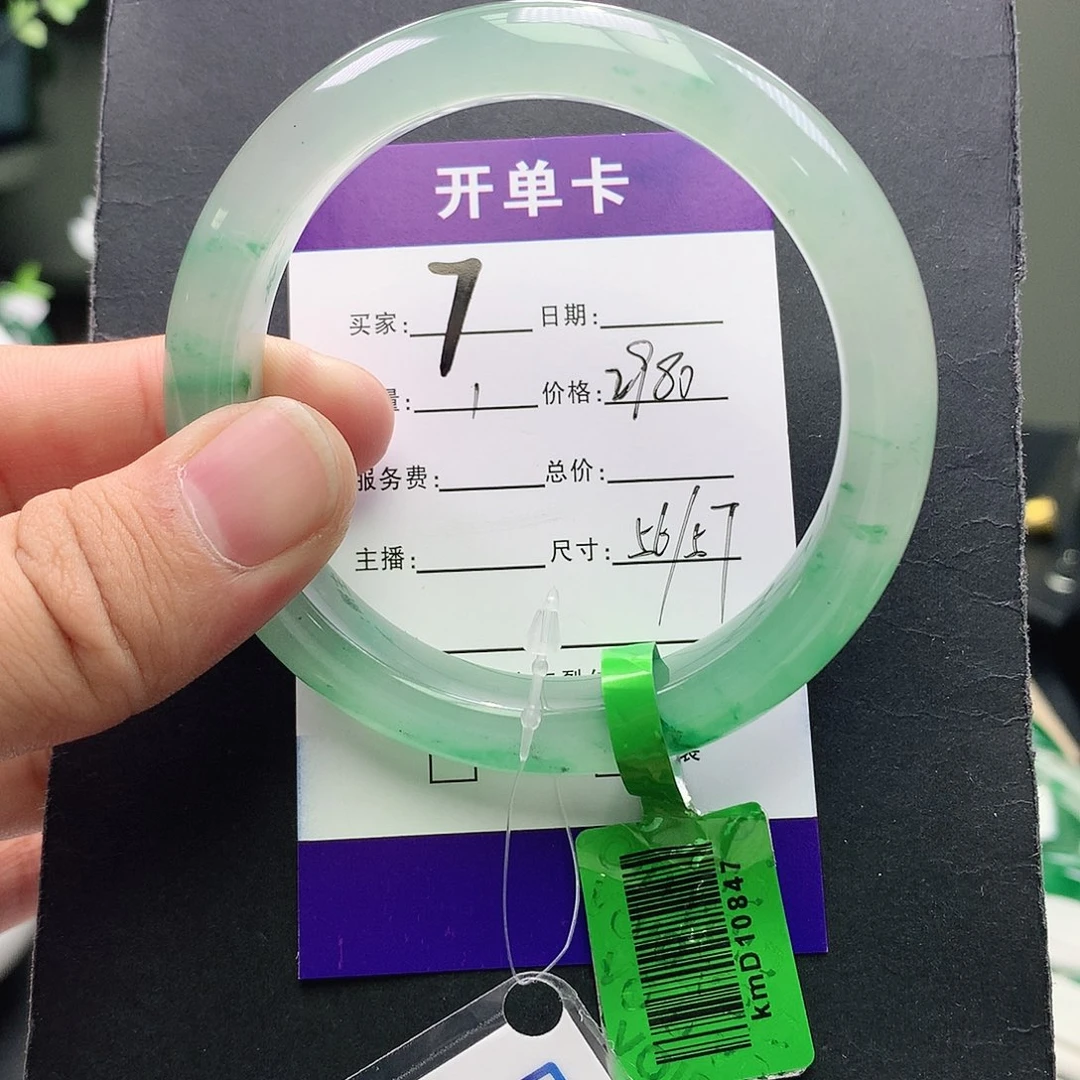 开单卡
买家: 7 日期:
量: 1 价格: 2980
服务费: 总价:
主播: 尺寸: 56/57
kmD10847